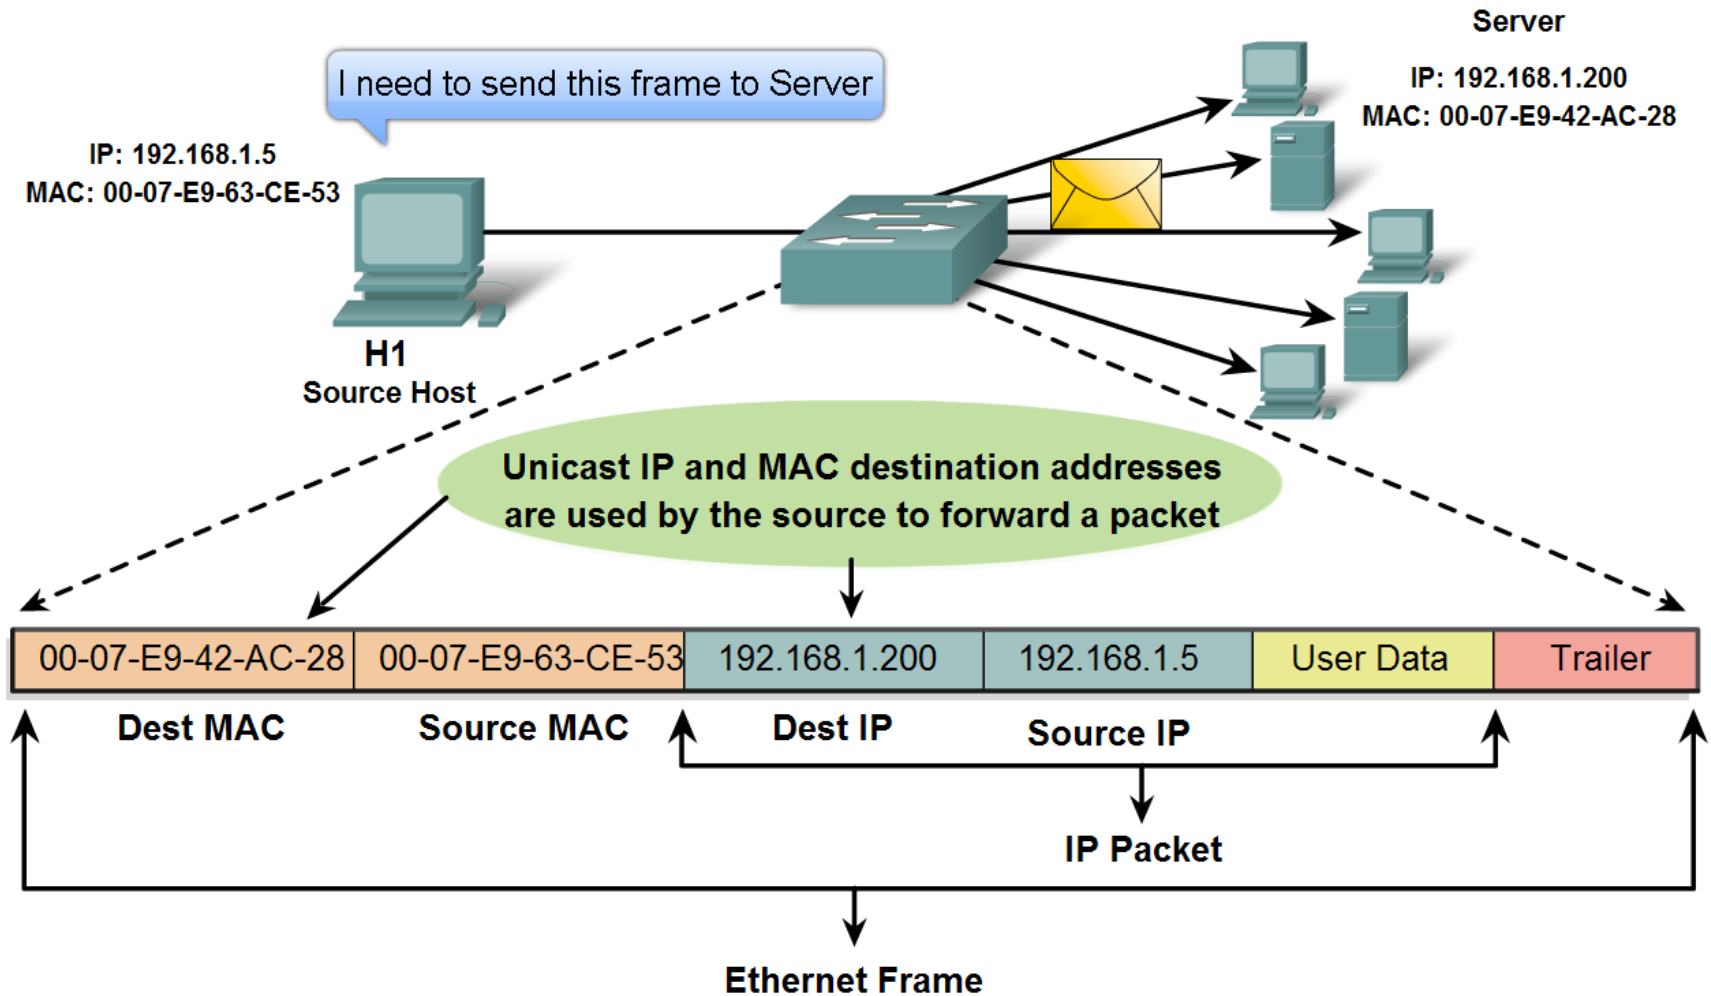 Server
IP: 192.168.1.200
MAC: 00-07-E9-42-AC-28
I need to send this frame to Server
IP: 192.168.1.5
MAC: 00-07-E9-63-CE-53
H1
Source Host
Unicast IP and MAC destination addresses
are used by the source to forward a packet
00-07-E9-42-AC-28 00-07-E9-63-CE-53 192.168.1.200 192.168.1.5 User Data Trailer
Dest MAC Source MAC Dest IP Source IP
IP Packet
Ethernet Frame